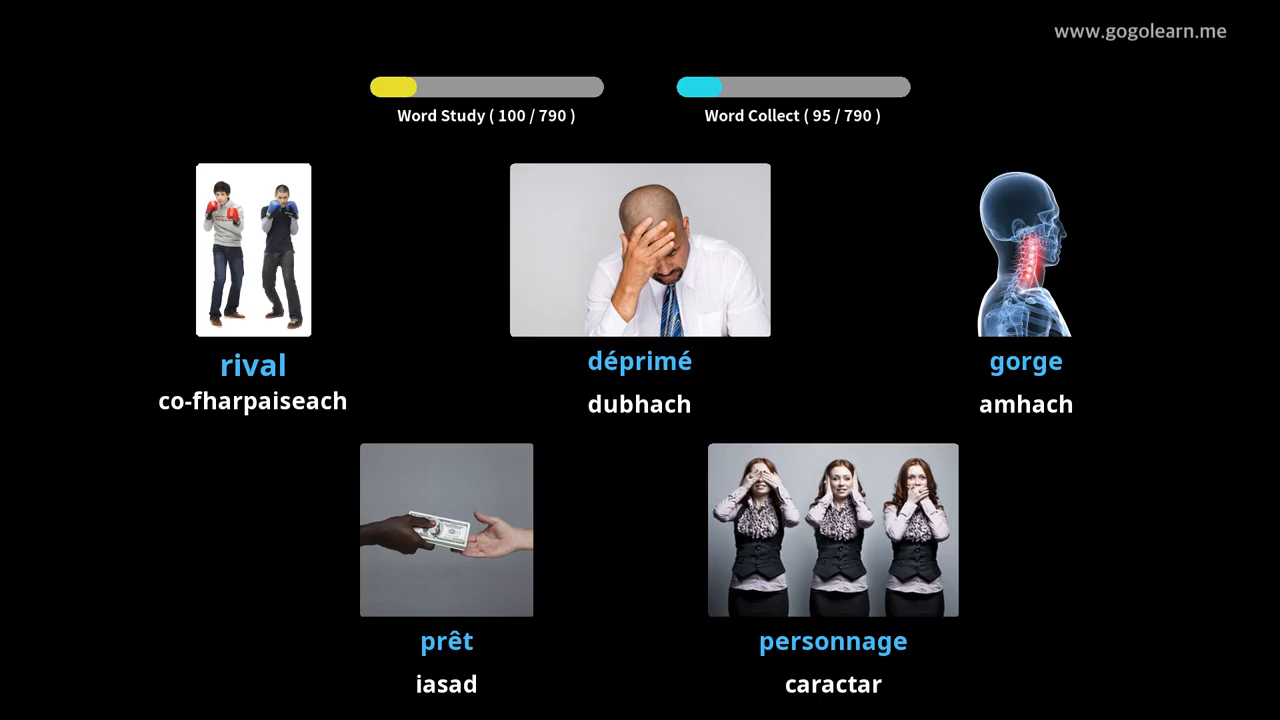 www.gogolearn.me
Word Study ( 100 / 790 )
Word Collect ( 95 / 790 )
rival
co-fharpaiseach
déprimé
dubhach
gorge
amhach
prêt
iasad
personnage
caractar